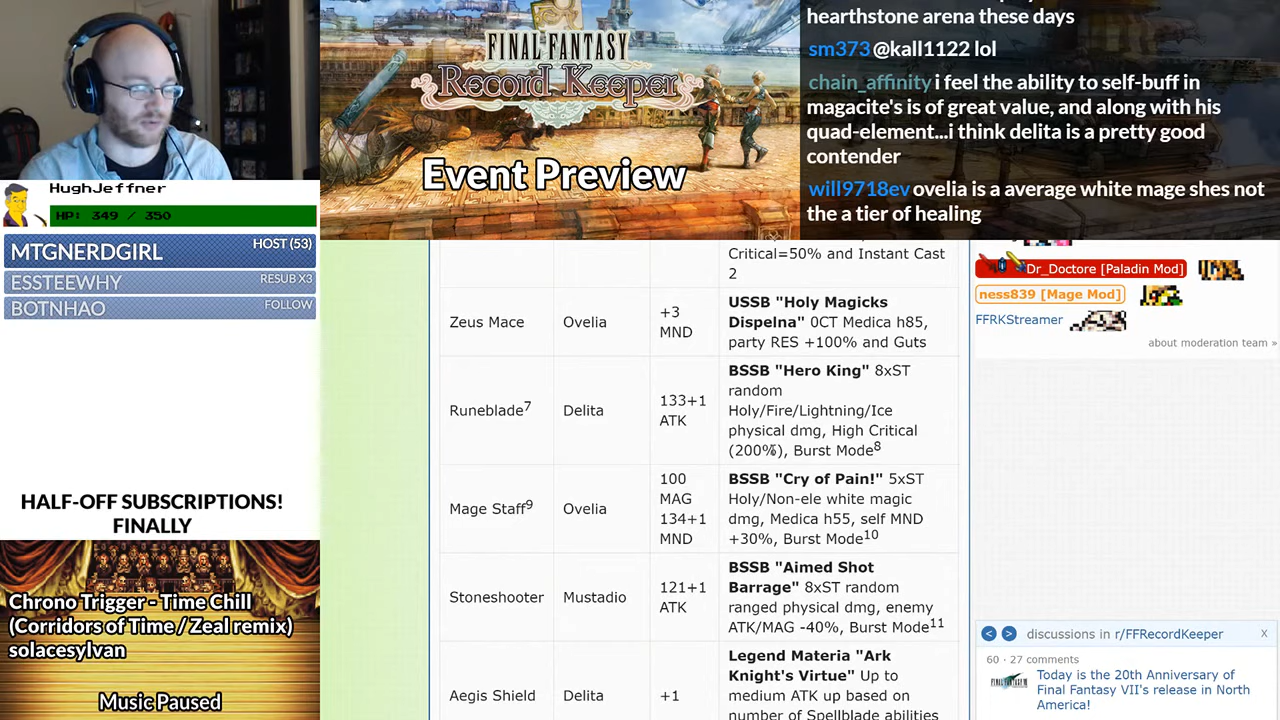 HughJeffner
HP: 349 / 350
MTGNERDGIRL HOST (53)
ESSTEEWHY RESUB X3
BOTNHAO FOLLOW
HALF-OFF SUBSCRIPTIONS!
FINALLY
Chrono Trigger - Time Chill
(Corridors of Time / Zeal remix)
solacesylvan
Music Paused
FINAL FANTASY
Record Keeper
Event Preview
hearthstone arena these days
sm373 @kall1122 lol
chain_affinity i feel the ability to self-buff in
magacite's is of great value, and along with his
quad-element...i think delita is a pretty good
contender
will9718ev ovelia is a average white mage shes not
the a tier of healing
Critical=50% and Instant Cast
2
Zeus Mace
Ovelia
+3
MND
USSB "Holy Magicks
Dispelna" 0CT Medica h85,
party RES +100% and Guts
Runeblade7
Delita
133+1
ATK
BSSB "Hero King" 8xST
random
Holy/Fire/Lightning/Ice
physical dmg, High Critical
(200%), Burst Mode8
Mage Staff9
Ovelia
100
MAG
134+1
MND
BSSB "Cry of Pain!" 5xST
Holy/Non-ele white magic
dmg, Medica h55, self MND
+30%, Burst Mode10
Stoneshooter
Mustadio
121+1
ATK
BSSB "Aimed Shot
Barrage" 8xST random
ranged physical dmg, enemy
ATK/MAG -40%, Burst Mode11
Aegis Shield
Delita
+1
Legend Materia "Ark
Knight's Virtue" Up to
medium ATK up based on
number of Spellblade abilities
Dr_Doctore [Paladin Mod]
ness839 [Mage Mod]
FFRKStreamer
about moderation team »
< > discussions in r/FFRecordKeeper X
60 · 27 comments
Today is the 20th Anniversary of
Final Fantasy VII's release in North
America!